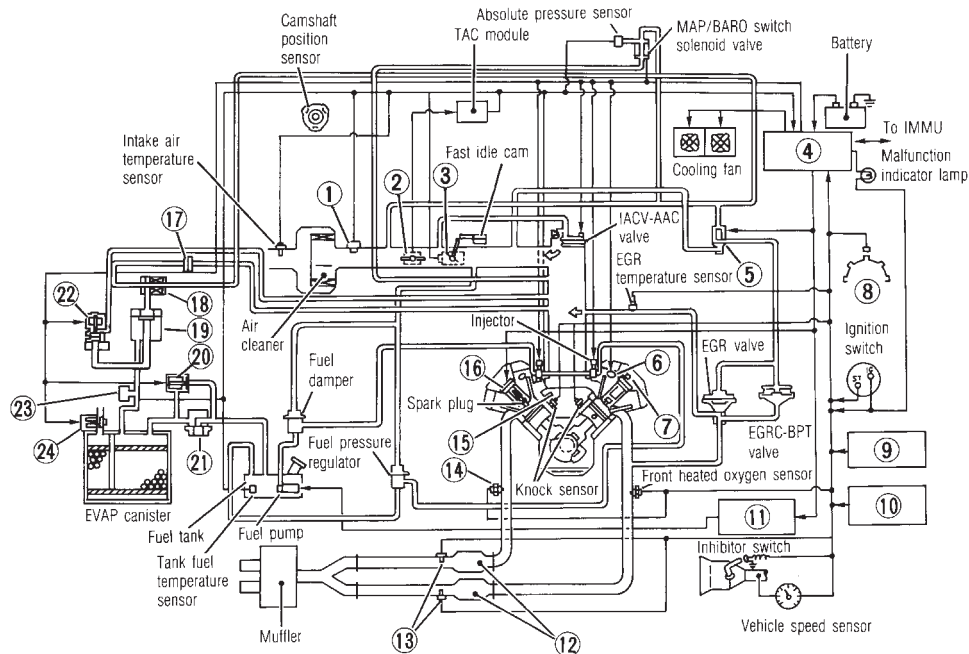 Camshaft
position
sensor
Absolute pressure sensor
TAC module
MAP/BARO switch
solenoid valve
Battery
To IMMU
Malfunction
indicator lamp
4
Cooling fan
Intake air
temperature
sensor
Fast idle cam
1
2
3
IACV-AAC
valve
EGR
temperature sensor
5
8
17
18
22
19
Air
cleaner
Injector
Ignition
switch
ST
IG
EGR valve
20
Fuel
damper
16
6
Spark plug
7
23
24
21
15
Fuel pressure
regulator
EGRC-BPT
valve
9
14
Knock sensor
Front heated oxygen sensor
EVAP canister
10
11
Fuel tank
Fuel pump
Tank fuel
temperature
sensor
Inhibitor switch
Muffler
13
12
Vehicle speed sensor